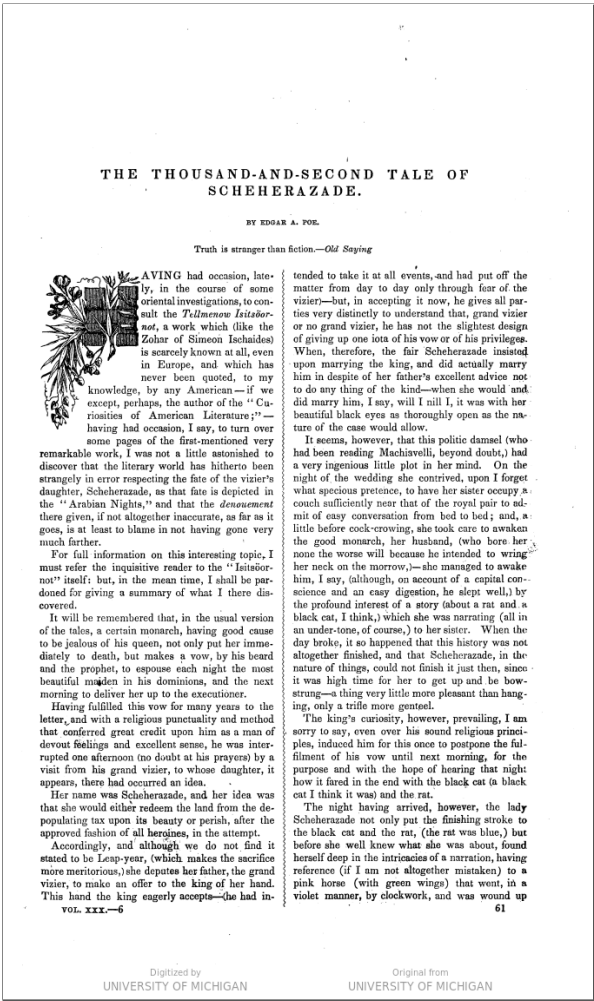 THE THOUSAND-AND-SECOND TALE OF
SCHEHERAZADE.
BY EDGAR A. POE.
Truth is stranger than fiction.—Old Saying
HAVING had occasion, late-
ly, in the course of some
oriental investigations, to con-
sult the Tellmenow Isitsöor-
not, a work which (like the
Zohar of Simeon Ischaides)
is scarcely known at all, even
in Europe, and which has
never been quoted, to my
knowledge, by any American—if we
except, perhaps, the author of the "Cu-
riosities of American Literature;"—
having had occasion, I say, to turn over
some pages of the first-mentioned very
remarkable work, I was not a little astonished to
discover that the literary world has hitherto been
strangely in error respecting the fate of the vizier's
daughter, Scheherazade, as that fate is depicted in
the "Arabian Nights," and that the denouement
there given, if not altogether inaccurate, as far as it
goes, is at least to blame in not having gone very
much farther.
For full information on this interesting topic, I
must refer the inquisitive reader to the "Isitsöor-
not" itself: but, in the mean time, I shall be par-
doned for giving a summary of what I there dis-
covered.
It will be remembered that, in the usual version
of the tales, a certain monarch, having good cause
to be jealous of his queen, not only put her imme-
diately to death, but makes a vow, by his beard
and the prophet, to espouse each night the most
beautiful maiden in his dominions, and the next
morning to deliver her up to the executioner.
Having fulfilled this vow for many years to the
letter, and with a religious punctuality and method
that conferred great credit upon him as a man of
devout feelings and excellent sense, he was inter-
rupted one afternoon (no doubt at his prayers) by a
visit from his grand vizier, to whose daughter, it
appears, there had occurred an idea.
Her name was Scheherazade, and her idea was
that she would either redeem the land from the de-
populating tax upon its beauty or perish, after the
approved fashion of all heroines, in the attempt.
Accordingly, and although we do not find it
stated to be Leap-year, (which makes the sacrifice
more meritorious,) she deputes her father, the grand
vizier, to make an offer to the king of her hand.
This hand the king eagerly accepts—(he had in-
VOL. XXX.—6
tended to take it at all events, and had put off the
matter from day to day only through fear of the
vizier)—but, in accepting it now, he gives all par-
ties very distinctly to understand that, grand vizier
or no grand vizier, he has not the slightest design
of giving up one iota of his vow or of his privileges.
When, therefore, the fair Scheherazade insisted
upon marrying the king, and did actually marry
him in despite of her father's excellent advice not
to do any thing of the kind—when she would and
did marry him, I say, will I nill I, it was with her
beautiful black eyes as thoroughly open as the na-
ture of the case would allow.
It seems, however, that this politic damsel (who
had been reading Machiavelli, beyond doubt,) had
a very ingenious little plot in her mind. On the
night of the wedding she contrived, upon I forget
what specious pretence, to have her sister occupy a
couch sufficiently near that of the royal pair to ad-
mit of easy conversation from bed to bed; and, a
little before cock-crowing, she took care to awaken
the good monarch, her husband, (who bore her
none the worse will because he intended to wring
her neck on the morrow,)—she managed to awake
him, I say, (although, on account of a capital con-
science and an easy digestion, he slept well,) by
the profound interest of a story (about a rat and a
black cat, I think,) which she was narrating (all in
an under-tone, of course,) to her sister. When the
day broke, it so happened that this history was not
altogether finished, and that Scheherazade, in the
nature of things, could not finish it just then, since
it was high time for her to get up and be bow-
strung—a thing very little more pleasant than hang-
ing, only a trifle more genteel.
The king's curiosity, however, prevailing, I am
sorry to say, even over his sound religious princi-
ples, induced him for this once to postpone the ful-
filment of his vow until next morning, for the
purpose and with the hope of hearing that night
how it fared in the end with the black cat (a black
cat I think it was) and the rat.
The night having arrived, however, the lady
Scheherazade not only put the finishing stroke to
the black cat and the rat, (the rat was blue,) but
before she well knew what she was about, found
herself deep in the intricacies of a narration, having
reference (if I am not altogether mistaken) to a
pink horse (with green wings) that went, in a
violet manner, by clockwork, and was wound up
61
Digitized by
UNIVERSITY OF MICHIGAN
Original from
UNIVERSITY OF MICHIGAN